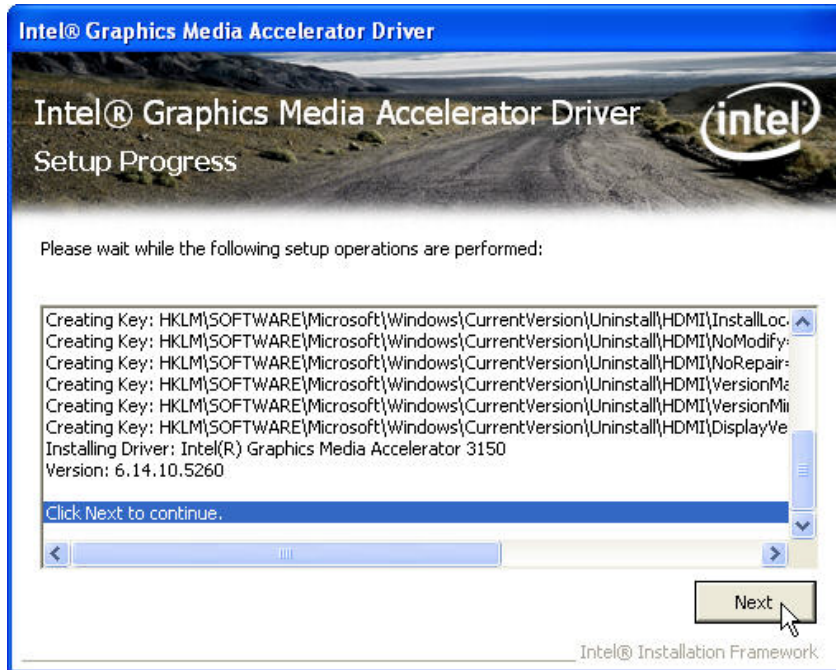 Intel® Graphics Media Accelerator Driver
Intel® Graphics Media Accelerator Driver
intel
Setup Progress
Please wait while the following setup operations are performed:
Creating Key: HKLM\SOFTWARE\Microsoft\Windows\CurrentVersion\Uninstall\HDMI\InstallLoc
Creating Key: HKLM\SOFTWARE\Microsoft\Windows\CurrentVersion\Uninstall\HDMI\NoModify=
Creating Key: HKLM\SOFTWARE\Microsoft\Windows\CurrentVersion\Uninstall\HDMI\NoRepair=
Creating Key: HKLM\SOFTWARE\Microsoft\Windows\CurrentVersion\Uninstall\HDMI\VersionMa
Creating Key: HKLM\SOFTWARE\Microsoft\Windows\CurrentVersion\Uninstall\HDMI\VersionMi
Creating Key: HKLM\SOFTWARE\Microsoft\Windows\CurrentVersion\Uninstall\HDMI\DisplayVe
Installing Driver: Intel(R) Graphics Media Accelerator 3150
Version: 6.14.10.5260
Click Next to continue.
Next
Intel® Installation Framework